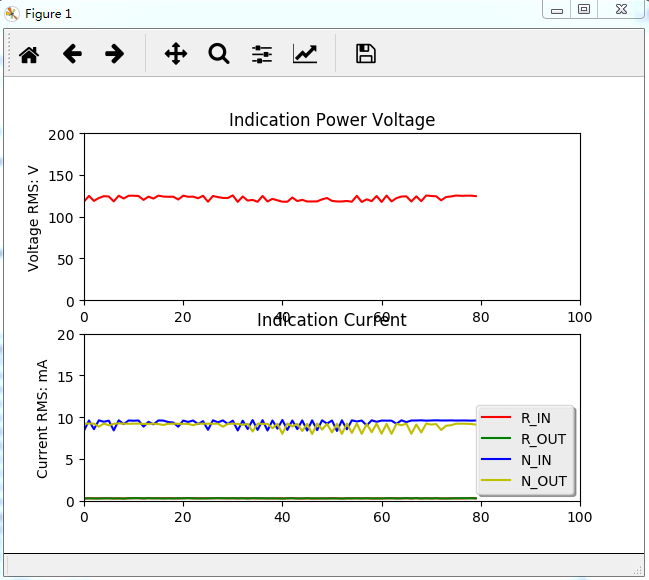 Figure 1
Indication Power Voltage
Voltage RMS: V
200
150
100
50
0
0 20 40 60 80 100
Indication Current
Current RMS: mA
20
15
10
5
0
0 20 40 60 80 100
R_IN
R_OUT
N_IN
N_OUT